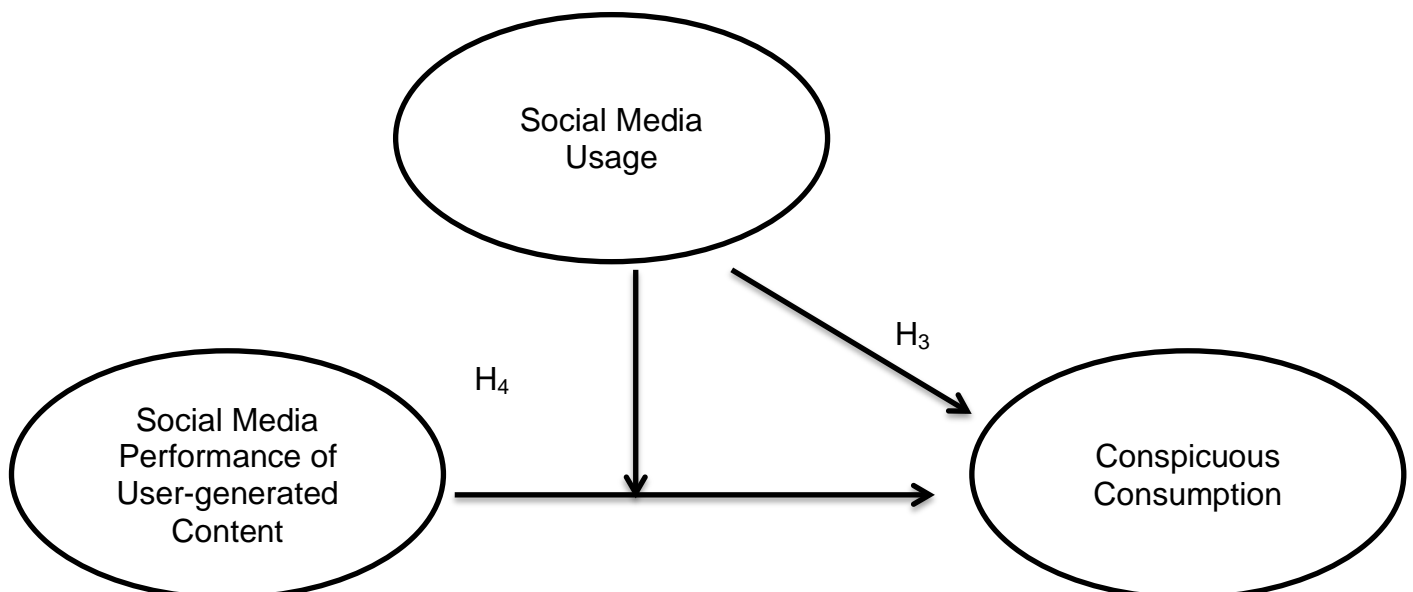 Social Media
Usage
H₃
H₄
Social Media
Performance of
User-generated
Content
Conspicuous
Consumption